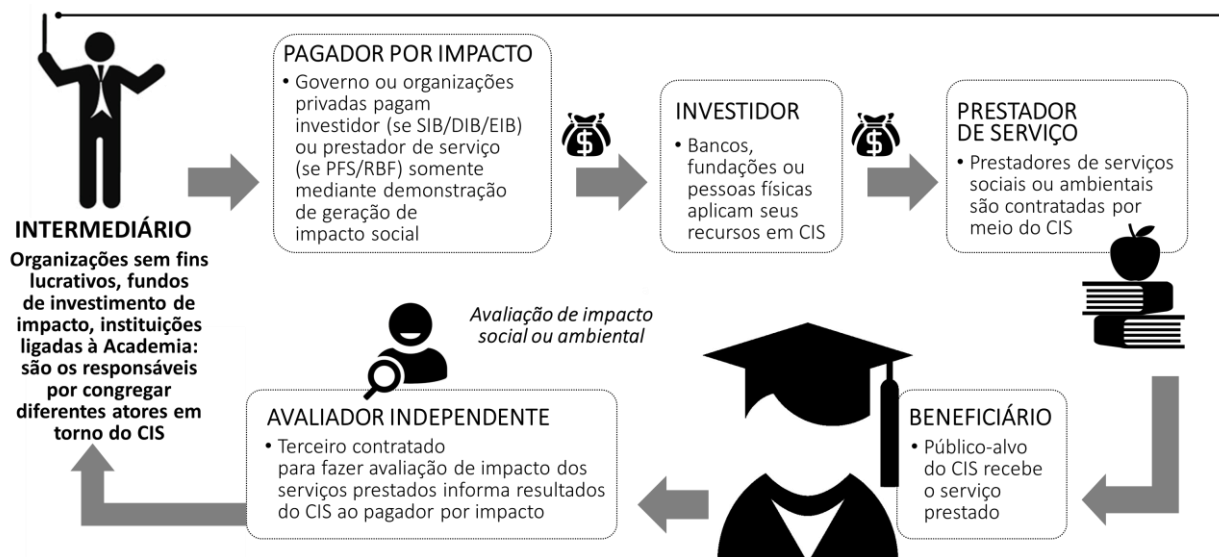 INTERMEDIÁRIO
Organizações sem fins
lucrativos, fundos
de investimento de
impacto, instituições
ligadas à Academia:
são os responsáveis
por congregar
diferentes atores em
torno do CIS
PAGADOR POR IMPACTO
• Governo ou organizações
privadas pagam
investidor (se SIB/DIB/EIB)
ou prestador de serviço
(se PFS/RBF) somente
mediante demonstração
de geração de
impacto social
$
INVESTIDOR
• Bancos,
fundações ou
pessoas físicas
aplicam seus
recursos em CIS
$
PRESTADOR
DE SERVIÇO
• Prestadores de serviços
sociais ou ambientais
são contratadas por
meio do CIS
BENEFICIÁRIO
• Público-alvo
do CIS recebe
o serviço
prestado
Avaliação de impacto
social ou ambiental
AVALIADOR INDEPENDENTE
• Terceiro contratado
para fazer avaliação de impacto dos
serviços prestados informa resultados
do CIS ao pagador por impacto